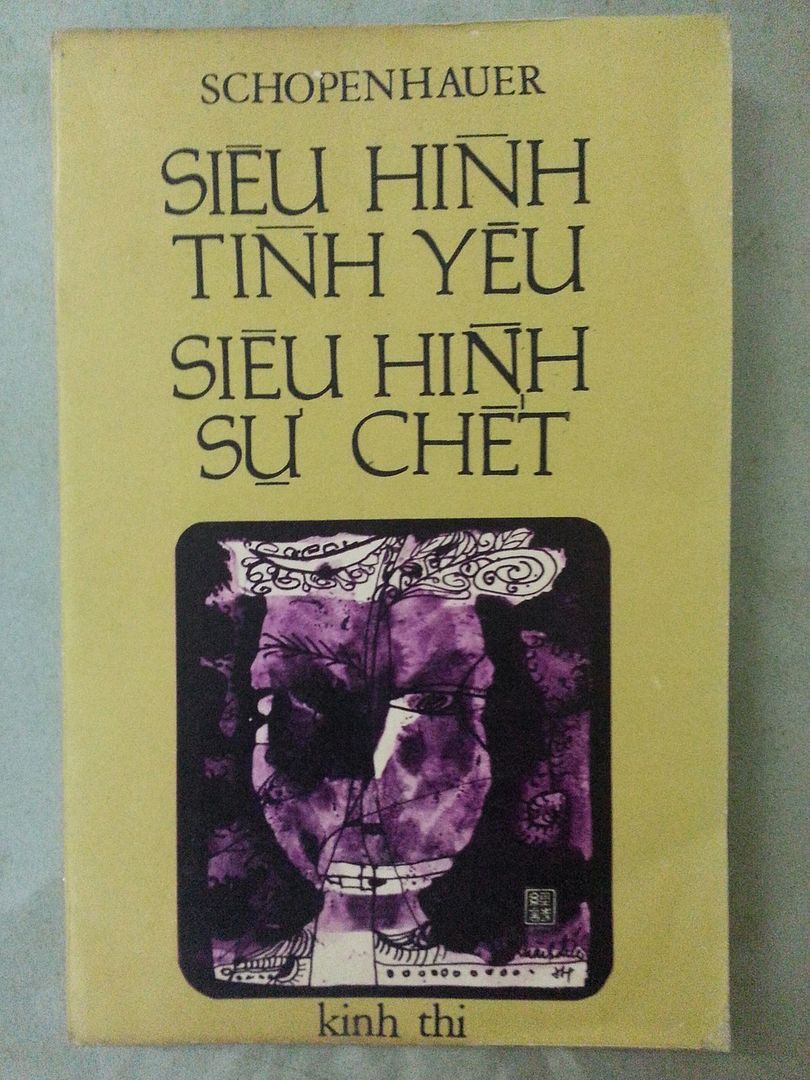 SCHOPENHAUER
SIÊU HÌNH
TÌNH YÊU
SIÊU HÌNH
SỰ CHẾT
kinh thi